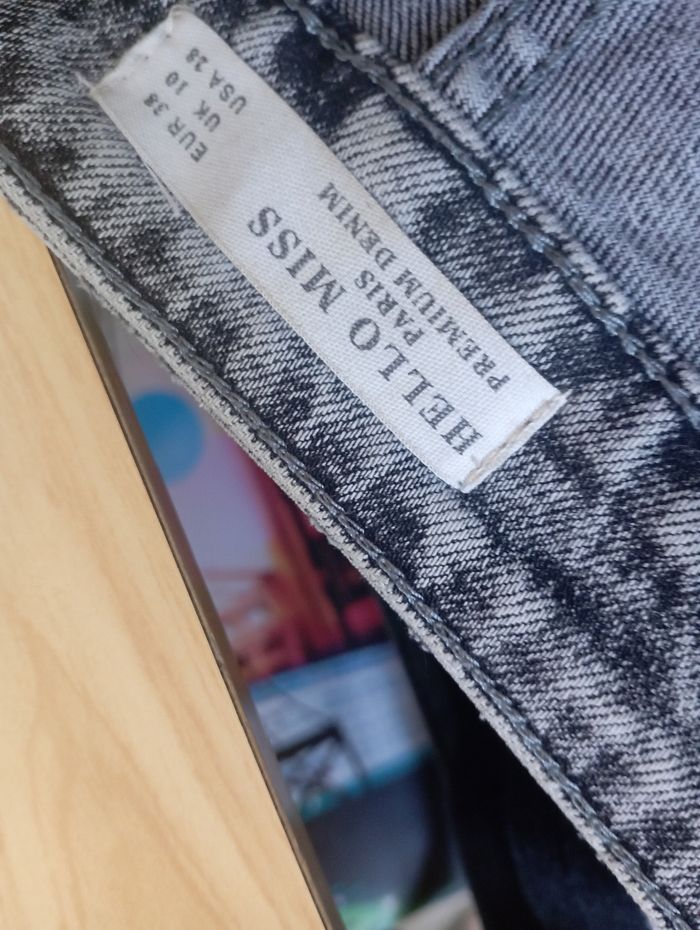 HELLO MISS
PARIS
PREMIUM DENIM
EUR 38
UK 10
USA 28